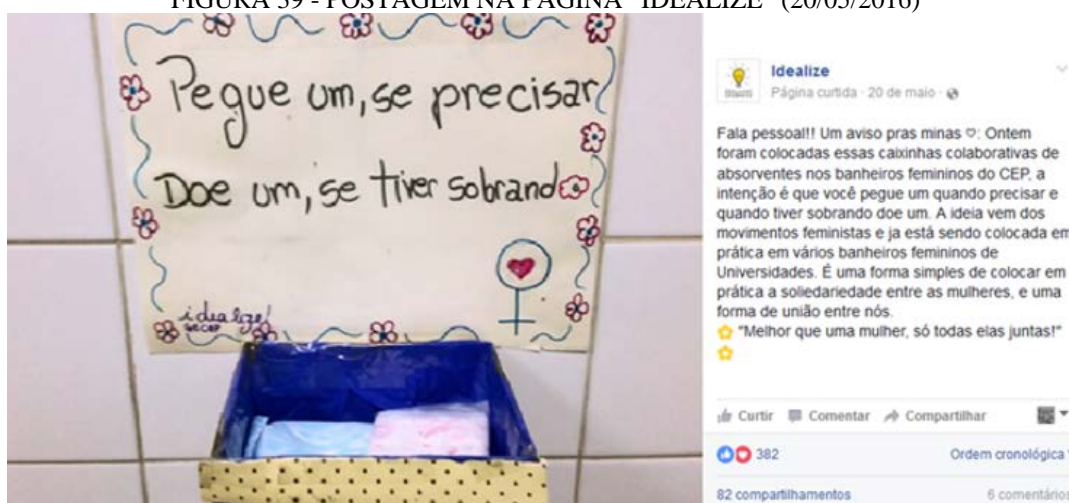 FIGURA 39 - POSTAGEM NA PÁGINA "IDEALIZE" (20/05/2016)
Pegue um, se precisar
Doe um, se tiver sobrando
idealize!
GECEP
Idealize
Página curtida · 20 de maio ·
Fala pessoal!! Um aviso pras minas ♡: Ontem
foram colocadas essas caixinhas colaborativas de
absorventes nos banheiros femininos do CEP, a
intenção é que você pegue um quando precisar e
quando tiver sobrando doe um. A ideia vem dos
movimentos feministas e ja está sendo colocada em
prática em vários banheiros femininos de
Universidades. É uma forma simples de colocar em
prática a soliedariedade entre as mulheres, e uma
forma de união entre nós.
"Melhor que uma mulher, só todas elas juntas!"
Curtir Comentar Compartilhar
382 Ordem cronológica
82 compartilhamentos 6 comentários